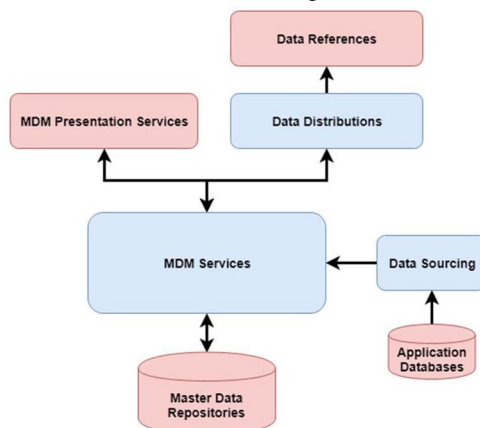 Data References
MDM Presentation Services
Data Distributions
MDM Services
Data Sourcing
Application
Databases
Master Data
Repositories